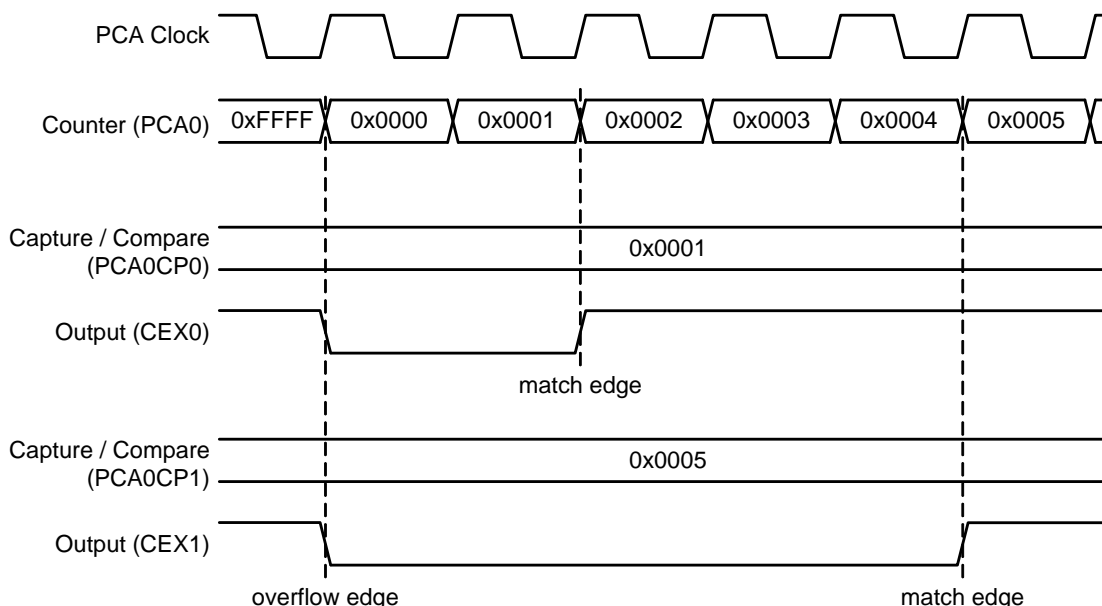 PCA Clock
Counter (PCA0) 0xFFFF 0x0000 0x0001 0x0002 0x0003 0x0004 0x0005
Capture / Compare
(PCA0CP0)
0x0001
Output (CEX0)
match edge
Capture / Compare
(PCA0CP1)
0x0005
Output (CEX1)
overflow edge match edge